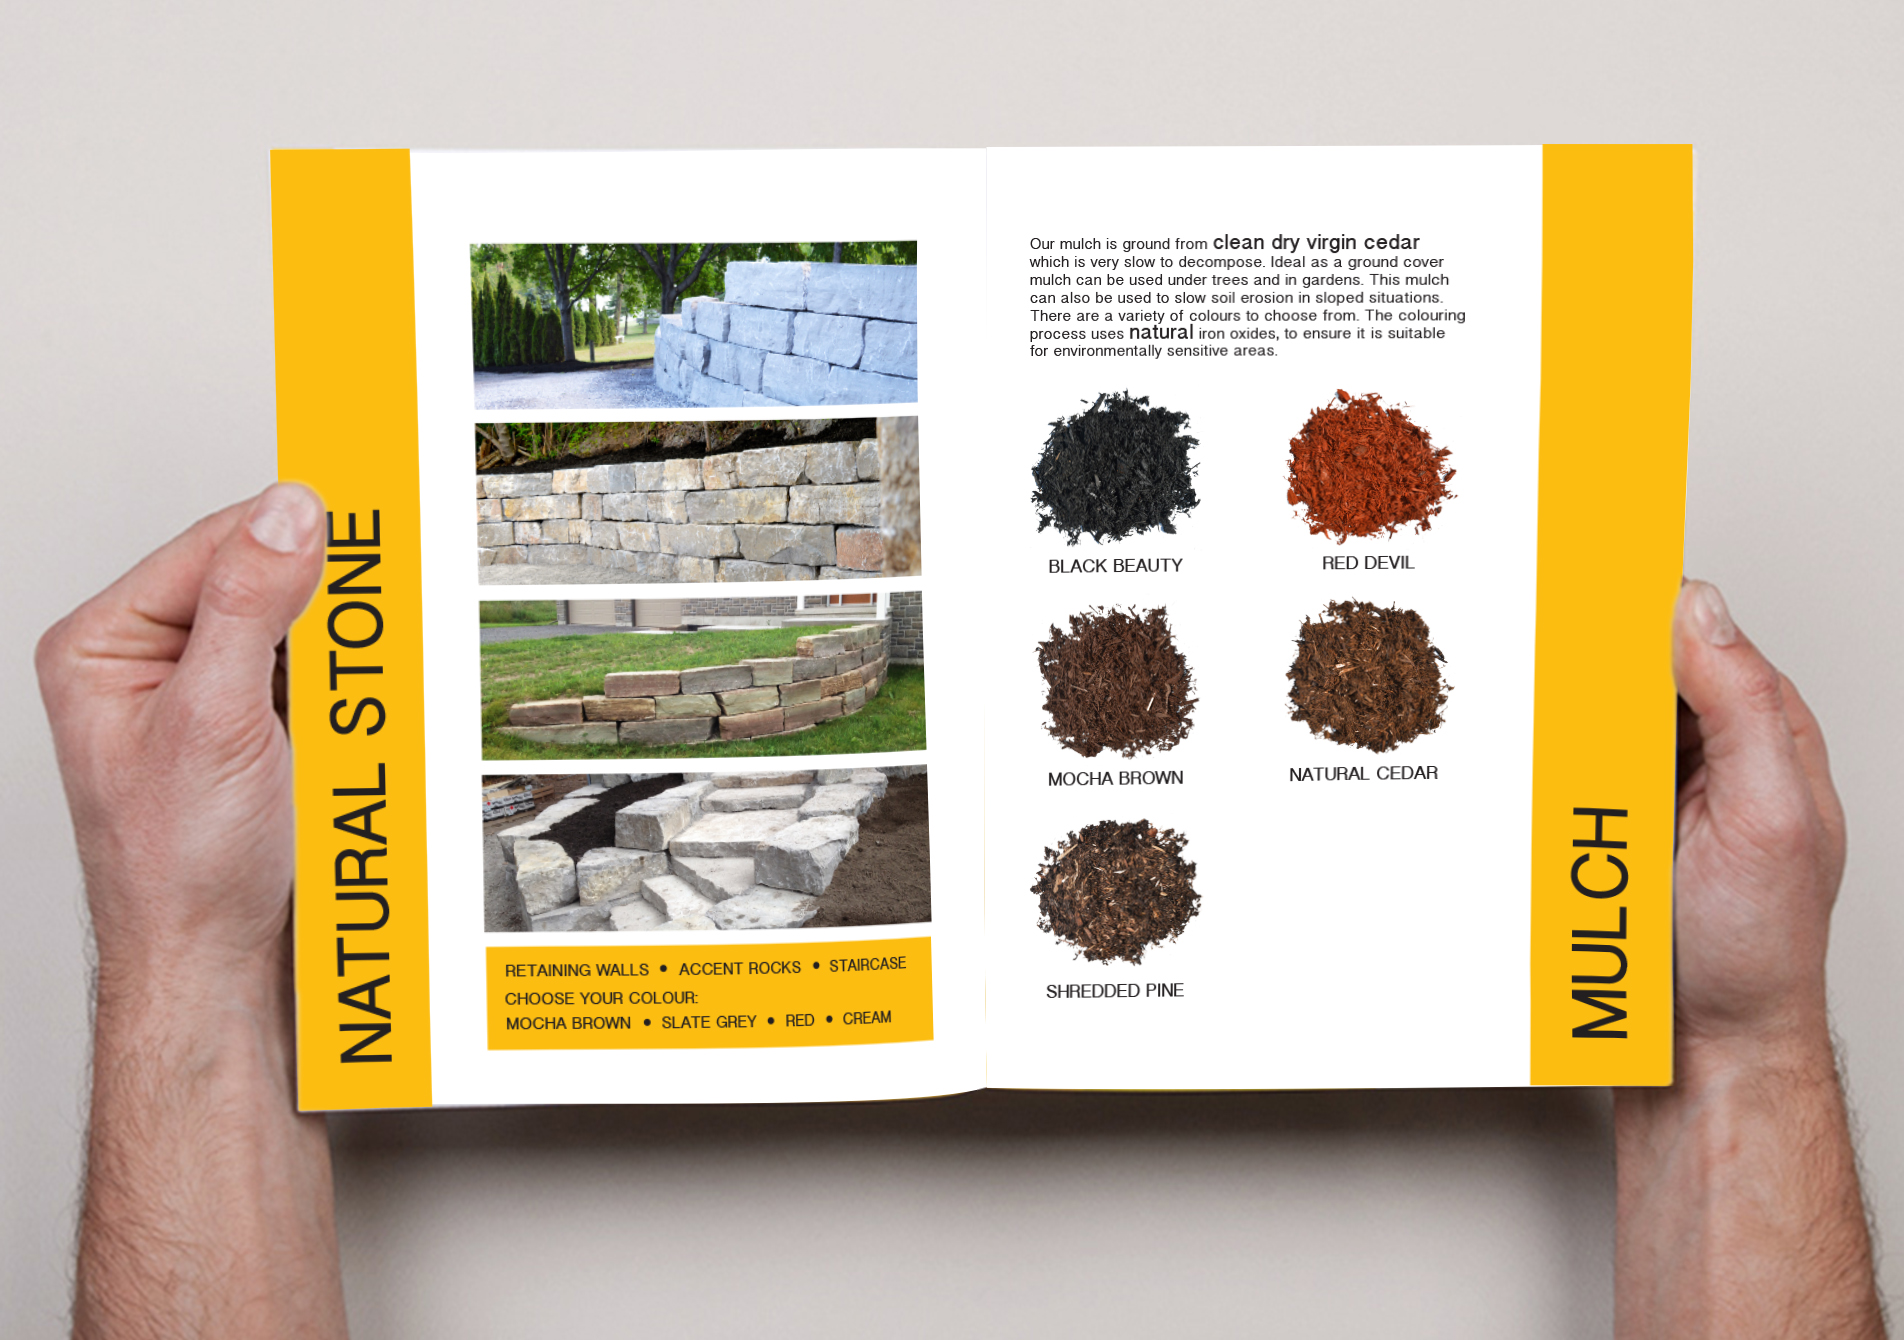 NATURAL STONE
RETAINING WALLS • ACCENT ROCKS • STAIRCASE
CHOOSE YOUR COLOUR:
MOCHA BROWN • SLATE GREY • RED • CREAM
Our mulch is ground from clean dry virgin cedar
which is very slow to decompose. Ideal as a ground cover
mulch can be used under trees and in gardens. This mulch
can also be used to slow soil erosion in sloped situations.
There are a variety of colours to choose from. The colouring
process uses natural iron oxides, to ensure it is suitable
for environmentally sensitive areas.
BLACK BEAUTY
RED DEVIL
MOCHA BROWN
NATURAL CEDAR
SHREDDED PINE
MULCH